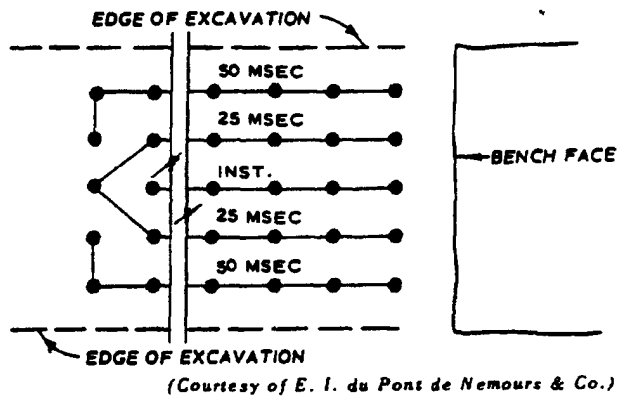 EDGE OF EXCAVATION
50 MSEC
25 MSEC
INST.
BENCH FACE
25 MSEC
50 MSEC
EDGE OF EXCAVATION
(Courtesy of E. I. du Pont de Nemours & Co.)